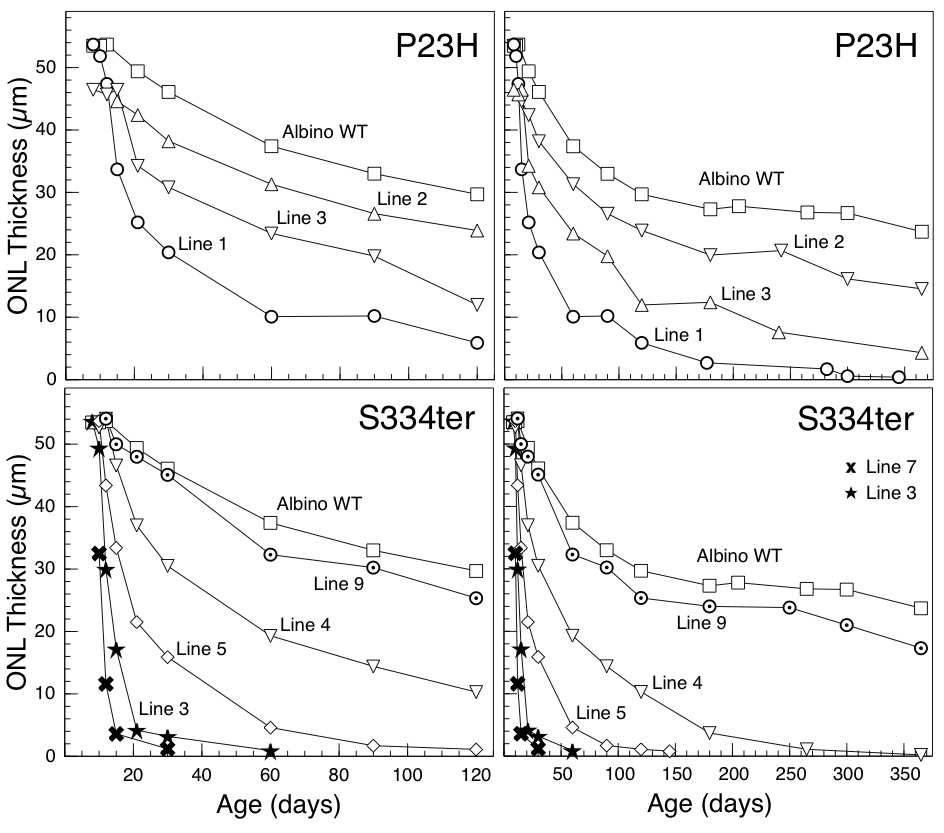 P23H
P23H
50
40
30
20
10
0
ONL Thickness (µm)
Albino WT
Line 2
Line 3
Line 1
Albino WT
Line 2
Line 3
Line 1
S334ter
S334ter
50
40
30
20
10
0
ONL Thickness (µm)
Albino WT
Line 9
Line 4
Line 5
Line 3
Line 7
Line 3
Albino WT
Line 9
Line 4
Line 5
20 40 60 80 100 120
50 100 150 200 250 300 350
Age (days)
Age (days)